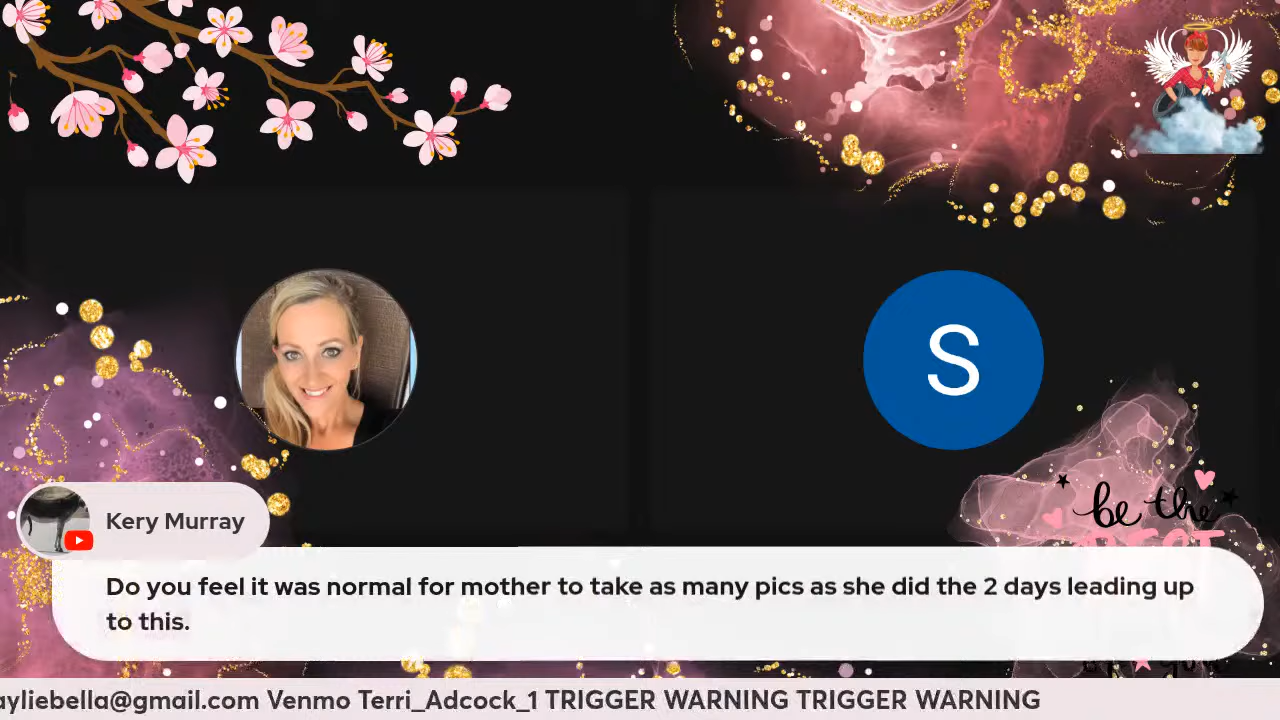 S
be the
BEST
Kery Murray
Do you feel it was normal for mother to take as many pics as she did the 2 days leading up
to this.
ayliebella@gmail.com Venmo Terri_Adcock_1 TRIGGER WARNING TRIGGER WARNING